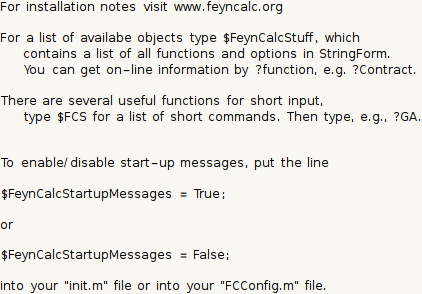 For installation notes visit www.feyncalc.org
For a list of availabe objects type $FeynCalcStuff, which
contains a list of all functions and options in StringForm.
You can get on-line information by ?function, e.g. ?Contract.
There are several useful functions for short input,
type $FCS for a list of short commands. Then type, e.g., ?GA.
To enable/disable start-up messages, put the line
$FeynCalcStartupMessages = True;
or
$FeynCalcStartupMessages = False;
into your "init.m" file or into your "FCConfig.m" file.